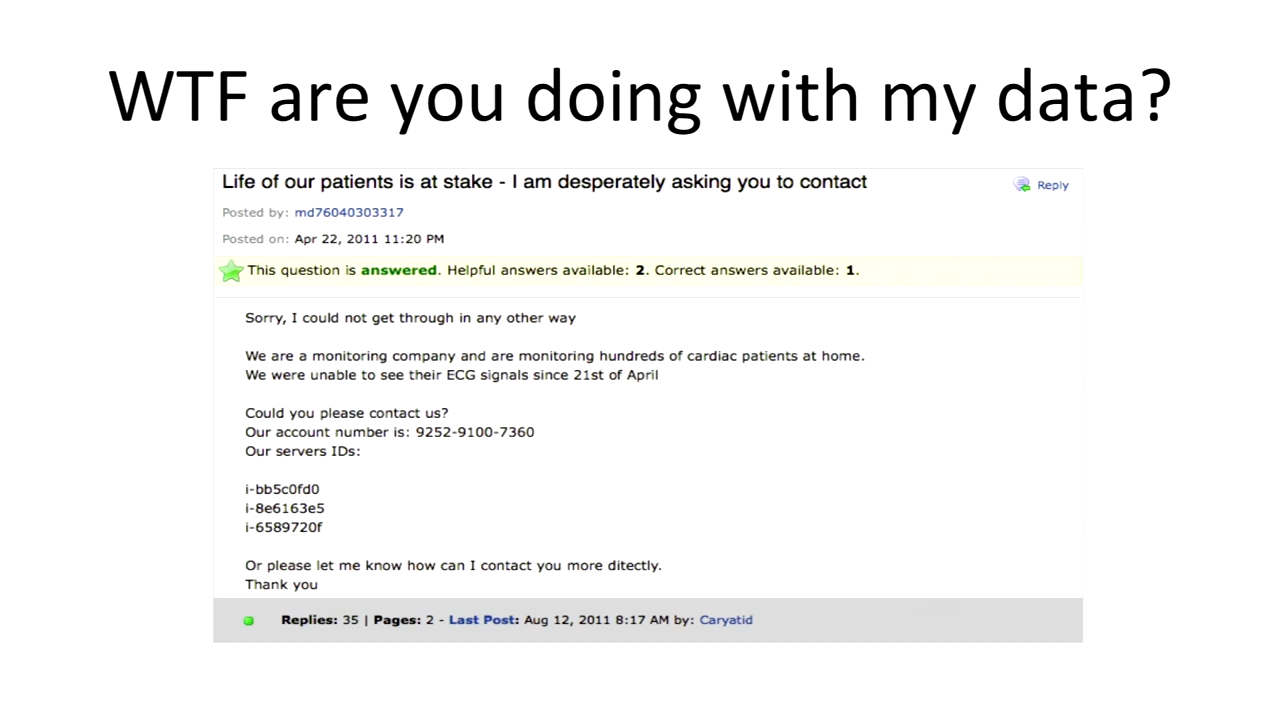 WTF are you doing with my data?
Life of our patients is at stake - I am desperately asking you to contact
Reply
Posted by: md76040303317
Posted on: Apr 22, 2011 11:20 PM
This question is answered. Helpful answers available: 2. Correct answers available: 1.
Sorry, I could not get through in any other way
We are a monitoring company and are monitoring hundreds of cardiac patients at home.
We were unable to see their ECG signals since 21st of April
Could you please contact us?
Our account number is: 9252-9100-7360
Our servers IDs:
i-bb5c0fd0
i-8e6163e5
i-6589720f
Or please let me know how can I contact you more ditectly.
Thank you
Replies: 35 | Pages: 2 - Last Post: Aug 12, 2011 8:17 AM by: Caryatid